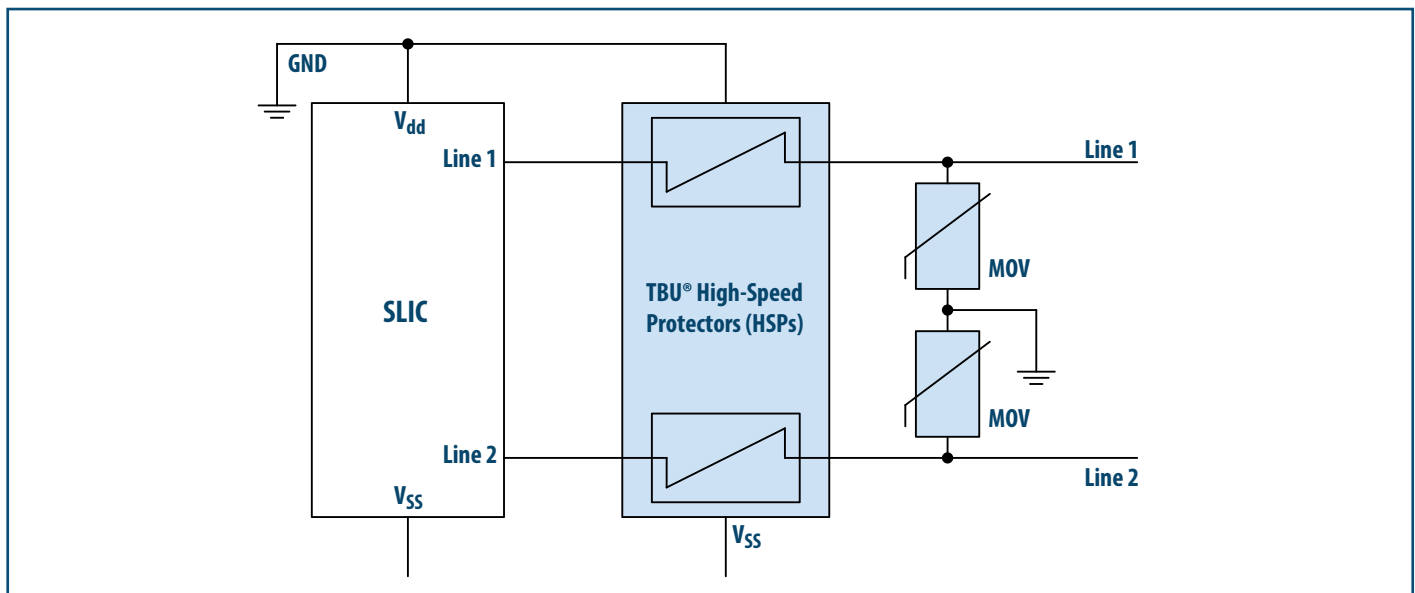 GND
Vdd
Line 1
Line 1
MOV
TBU® High-Speed
Protectors (HSPs)
SLIC
MOV
Line 2
Line 2
VSS
VSS